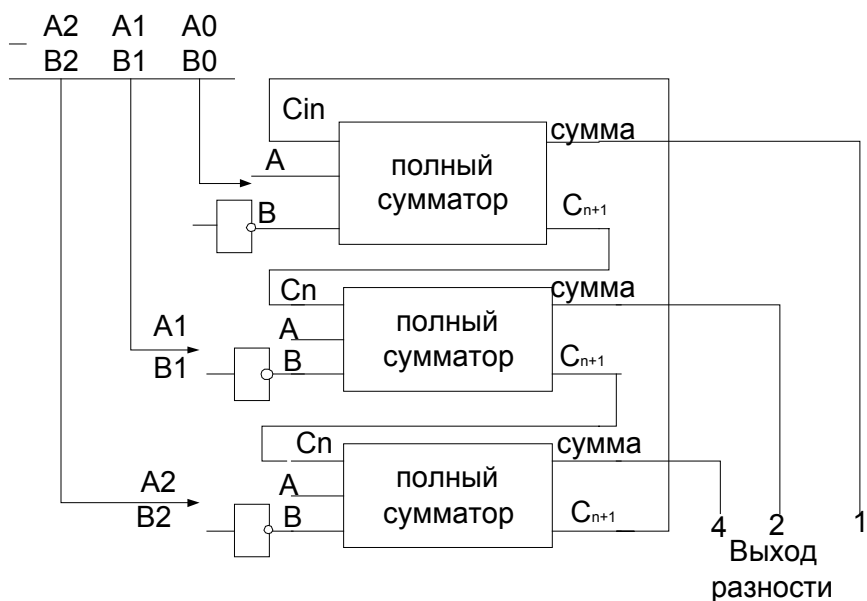 A2 A1 A0
B2 B1 B0
Cin
сумма
A
полный
сумматор
B
Cn+1
Cn
сумма
A1
A
полный
сумматор
B1
B
Cn+1
Cn
сумма
A2
A
полный
сумматор
B2
B
Cn+1
4 2 1
Выход
разности